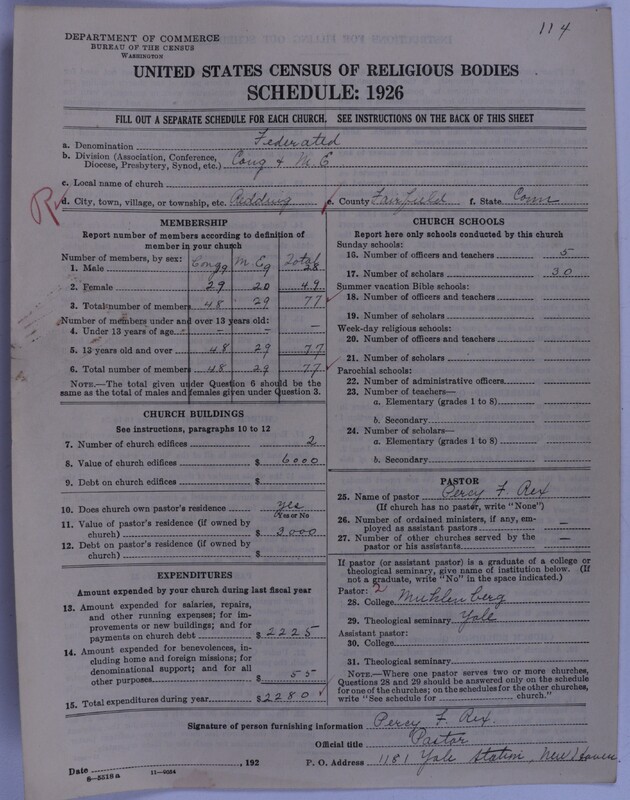 114
DEPARTMENT OF COMMERCE
BUREAU OF THE CENSUS
WASHINGTON
UNITED STATES CENSUS OF RELIGIOUS BODIES
SCHEDULE: 1926
FILL OUT A SEPARATE SCHEDULE FOR EACH CHURCH. SEE INSTRUCTIONS ON THE BACK OF THIS SHEET
a. Denomination Federated
b. Division (Association, Conference, Diocese, Presbytery, Synod, etc.) Cong & M.E
c. Local name of church
d. City, town, village, or township, etc. Redding e. County Fairfield f. State Conn
MEMBERSHIP
Report number of members according to definition of
member in your church
Number of members, by sex: Cong M.E. Total
1. Male 9 28
2. Female 29 20 49
3. Total number of members 48 29 77
Number of members under and over 13 years old:
4. Under 13 years of age - - -
5. 13 years old and over 48 29 77
6. Total number of members 48 29 77
NOTE.—The total given under Question 6 should be
same as the total of males and females given under Question 3.
CHURCH BUILDINGS
See instructions, paragraphs 10 to 12
7. Number of church edifices 2
8. Value of church edifices $ 6000
9. Debt on church edifices $
10. Does church own pastor's residence? yes
(Yes or No)
11. Value of pastor's residence (if owned by
church) $ 3000
12. Debt on pastor's residence (if owned by
church) $
EXPENDITURES
Amount expended by your church during last fiscal year
13. Amount expended for salaries, repairs,
and other running expenses; for im-
provements or new buildings; and for
payments on church debt $ 2225
14. Amount expended for benevolences, in-
cluding home and foreign missions; for
denominational support; and for all
other purposes $ 55
15. Total expenditures during year $ 2280
CHURCH SCHOOLS
Report here only schools conducted by this church
Sunday schools:
16. Number of officers and teachers 5
17. Number of scholars 30
Summer vacation Bible schools:
18. Number of officers and teachers
19. Number of scholars
Week-day religious schools:
20. Number of officers and teachers
21. Number of scholars
Parochial schools:
22. Number of administrative officers
23. Number of teachers—
a. Elementary (grades 1 to 8)
b. Secondary
24. Number of scholars—
a. Elementary (grades 1 to 8)
b. Secondary
PASTOR
25. Name of pastor Percy F. Rex
(If church has no pastor, write "None")
26. Number of ordained ministers, if any, em-
ployed as assistant pastors —
27. Number of other churches served by the
pastor or his assistants —
If pastor (or assistant pastor) is a graduate of a college or
theological seminary, give name of institution below. (If
not a graduate, write "No" in the space indicated.)
Pastor: 2
28. College Muhlenberg
29. Theological seminary Yale
Assistant pastor:
30. College
31. Theological seminary
NOTE.—Where one pastor serves two or more churches,
Questions 28 and 29 should be answered only on the schedule
for one of the churches; on the schedules for the other churches,
write "See schedule for church."
Signature of person furnishing information Percy F. Rex.
Official title Pastor
Date , 192 P. O. Address 1181 Yale Station, New Haven
8—5518a 11—9034